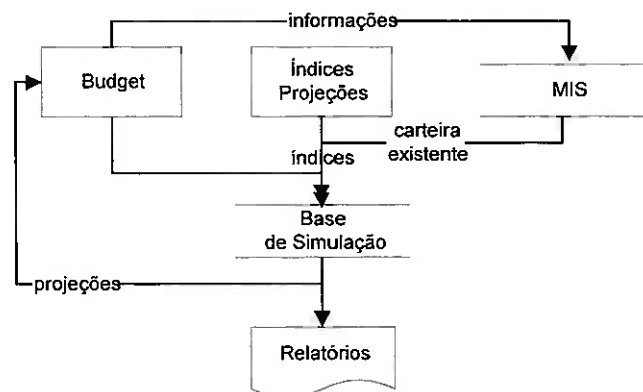 informações
Budget
Índices
Projeções
MIS
carteira
existente
índices
Base
de Simulação
projeções
Relatórios